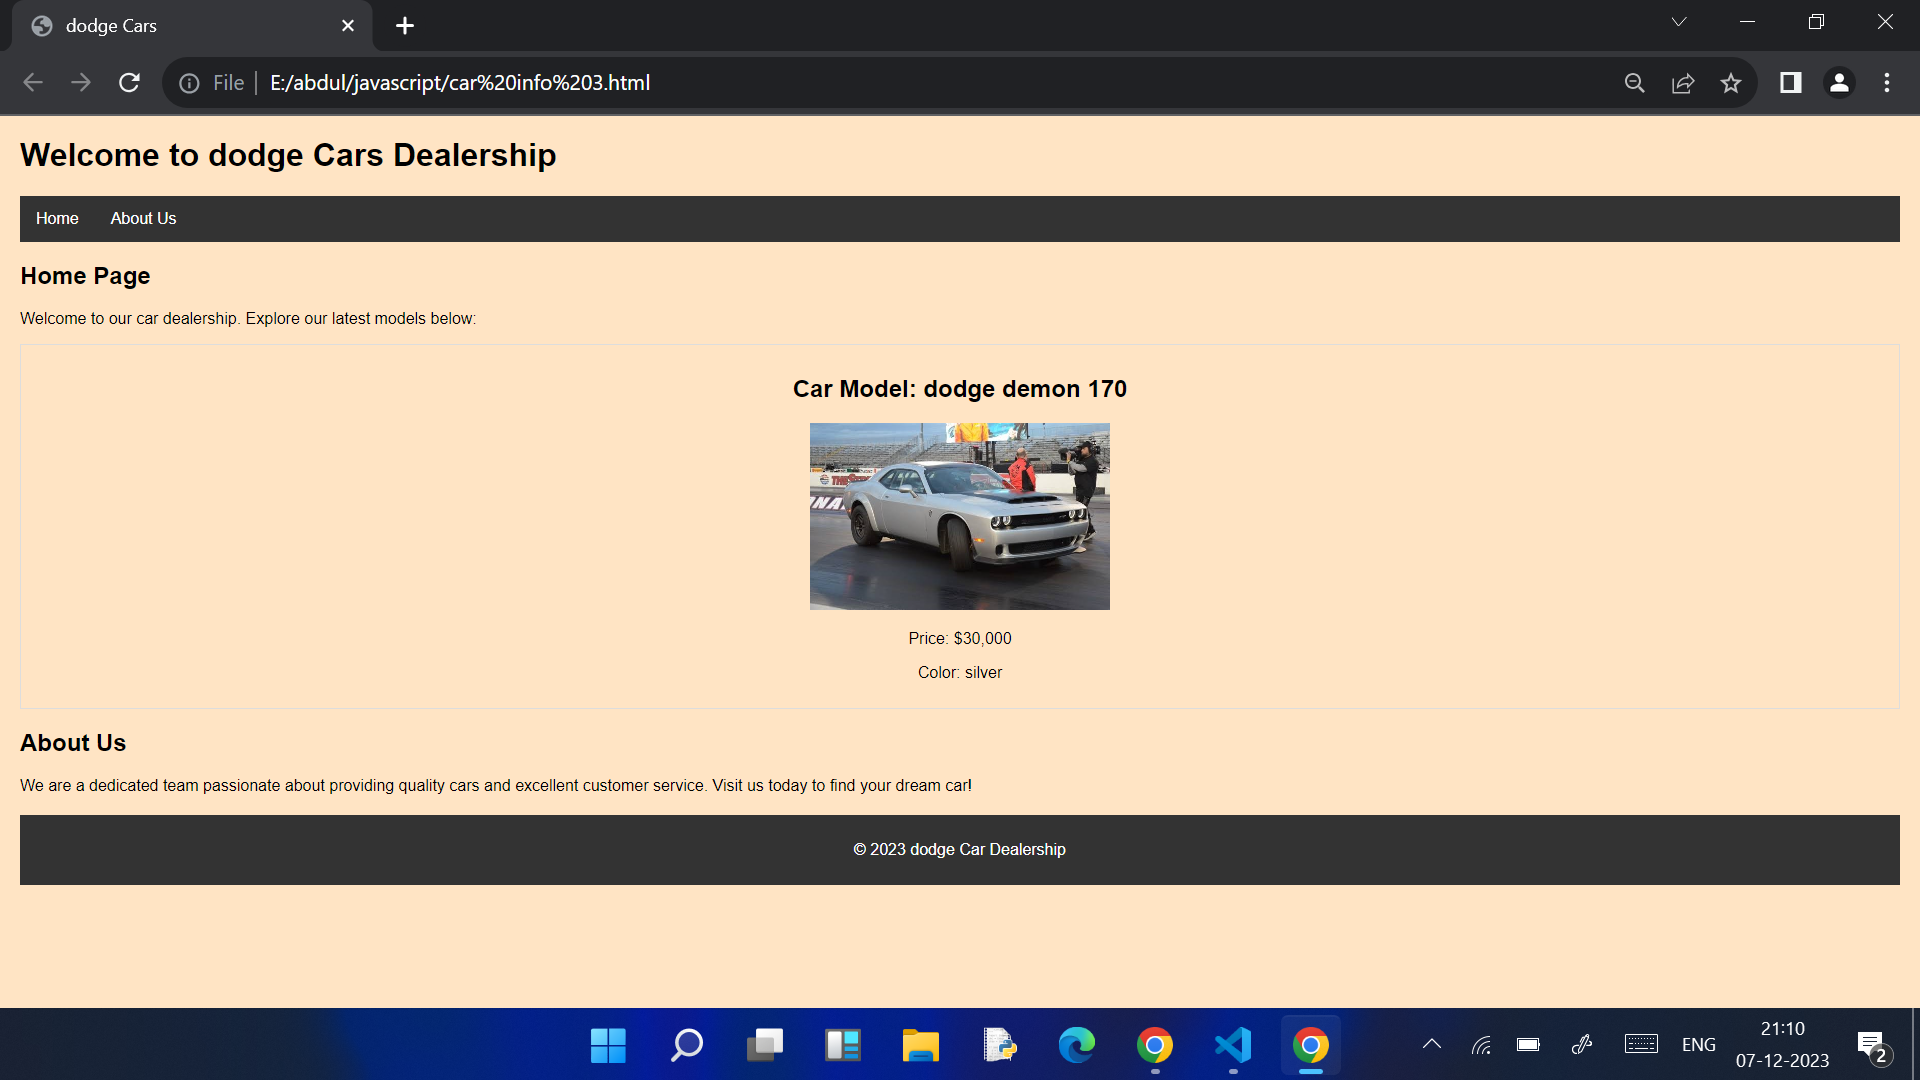 dodge Cars
File
E:/abdul/javascript/car%20info%203.html
Welcome to dodge Cars Dealership
Home About Us
Home Page
Welcome to our car dealership. Explore our latest models below:
Car Model: dodge demon 170
Price: $30,000
Color: silver
About Us
We are a dedicated team passionate about providing quality cars and excellent customer service. Visit us today to find your dream car!
© 2023 dodge Car Dealership
ENG
21:10
07-12-2023
2